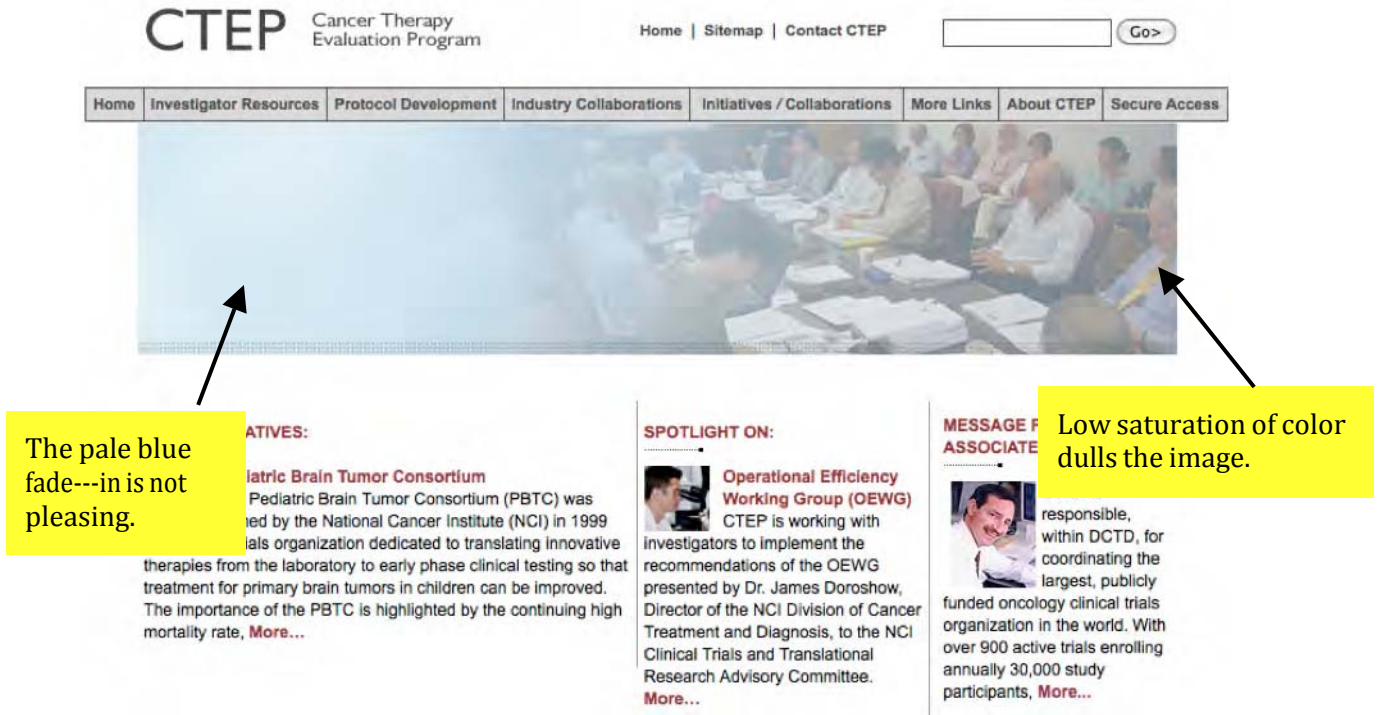 CTEP Cancer Therapy
Evaluation Program
Home | Sitemap | Contact CTEP
Go>
Home Investigator Resources Protocol Development Industry Collaborations Initiatives / Collaborations More Links About CTEP Secure Access
The pale blue
fade---in is not
pleasing.
Low saturation of color
dulls the image.
ATIVES:
iatric Brain Tumor Consortium
Pediatric Brain Tumor Consortium (PBTC) was
ned by the National Cancer Institute (NCI) in 1999
als organization dedicated to translating innovative
therapies from the laboratory to early phase clinical testing so that
treatment for primary brain tumors in children can be improved.
The importance of the PBTC is highlighted by the continuing high
mortality rate, More...
SPOTLIGHT ON:
Operational Efficiency
Working Group (OEWG)
CTEP is working with
investigators to implement the
recommendations of the OEWG
presented by Dr. James Doroshow,
Director of the NCI Division of Cancer
Treatment and Diagnosis, to the NCI
Clinical Trials and Translational
Research Advisory Committee.
More...
MESSAGE F
ASSOCIATE
responsible,
within DCTD, for
coordinating the
largest, publicly
funded oncology clinical trials
organization in the world. With
over 900 active trials enrolling
annually 30,000 study
participants, More...